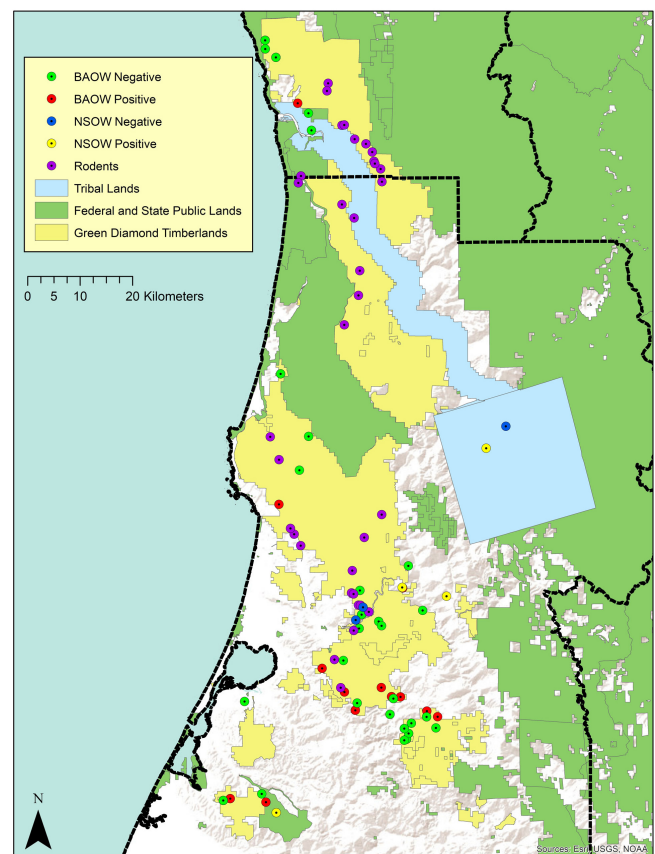 BAOW Negative
BAOW Positive
NSOW Negative
NSOW Positive
Rodents
Tribal Lands
Federal and State Public Lands
Green Diamond Timberlands
0 5 10 20 Kilometers
N
Sources: Esri, USGS, NOAA